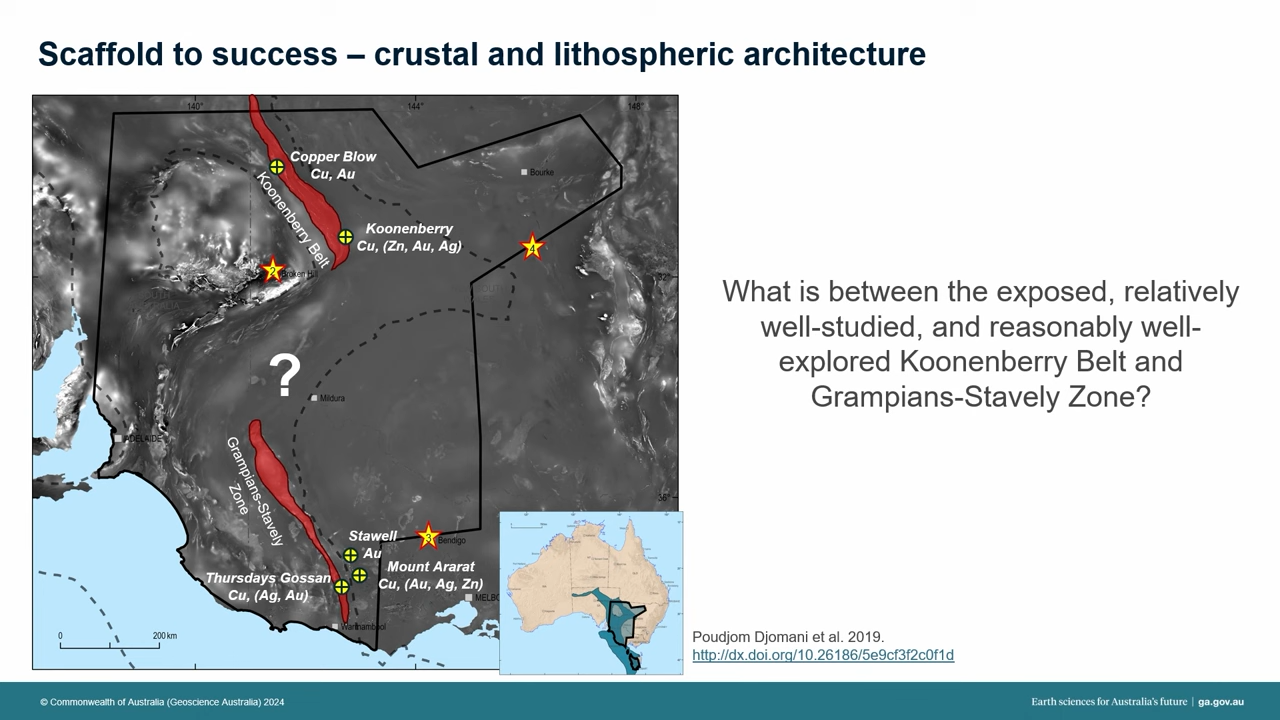 Scaffold to success – crustal and lithospheric architecture
140°
144°
148°
Copper Blow
Cu, Au
Bourke
Koonenberry Belt
Koonenberry
Cu, (Zn, Au, Ag)
4
2
Broken Hill
32°
?
Mildura
ADELAIDE
Grampians-Stavely
Zone
36°
Stawell
Au
3
Bendigo
Mount Ararat
Cu, (Au, Ag, Zn)
Thursdays Gossan
Cu, (Ag, Au)
MELBO
Warrnambool
0
200 km
What is between the exposed, relatively
well-studied, and reasonably well-
explored Koonenberry Belt and
Grampians-Stavely Zone?
Poudjom Djomani et al. 2019.
http://dx.doi.org/10.26186/5e9cf3f2c0f1d
© Commonwealth of Australia (Geoscience Australia) 2024
Earth sciences for Australia's future | ga.gov.au